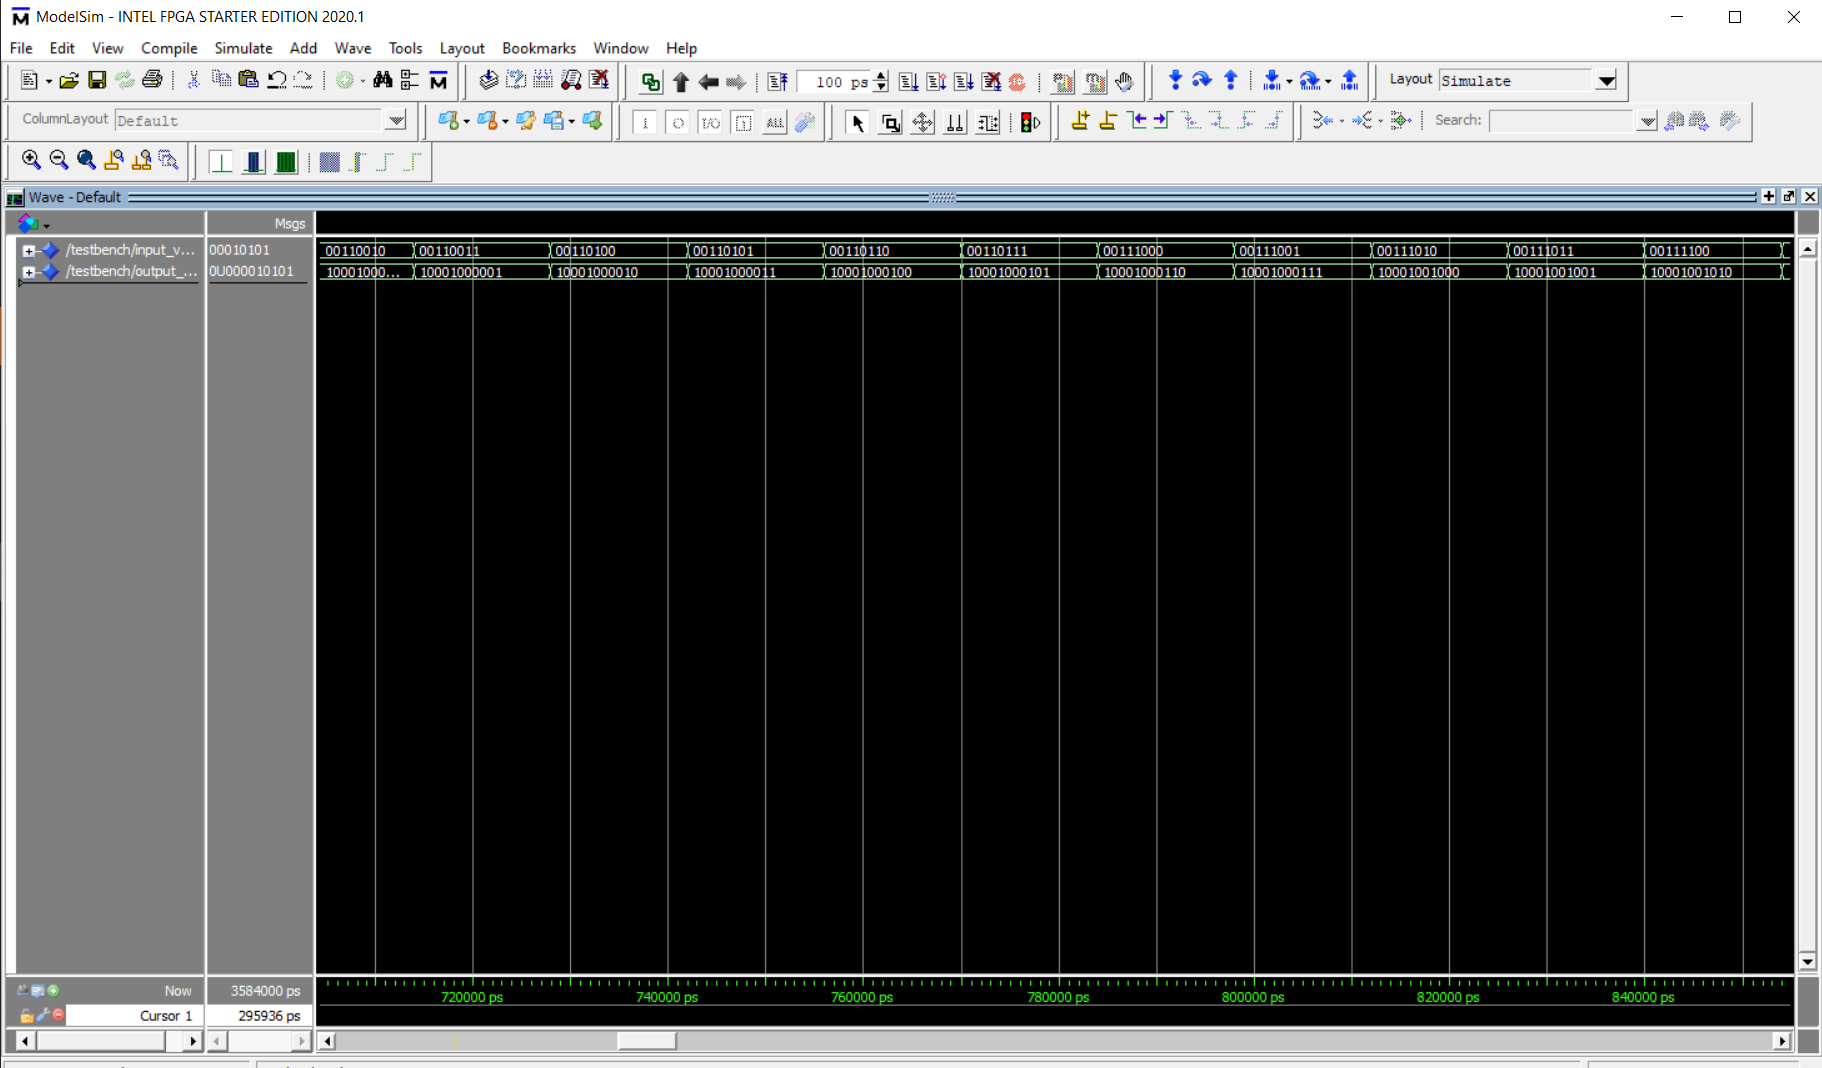 ModelSim - INTEL FPGA STARTER EDITION 2020.1
File Edit View Compile Simulate Add Wave Tools Layout Bookmarks Window Help
100 ps Layout Simulate
ColumnLayout Default ALL Search:
Wave - Default
Msgs
/testbench/input_v... 00010101 00110010 00110011 00110100 00110101 00110110 00110111 00111000 00111001 00111010 00111011 00111100
/testbench/output_... 0U000010101 10001000... 10001000001 10001000010 10001000011 10001000100 10001000101 10001000110 10001000111 10001001000 10001001001 10001001010
Now 3584000 ps 720000 ps 740000 ps 760000 ps 780000 ps 800000 ps 820000 ps 840000 ps
Cursor 1 295936 ps